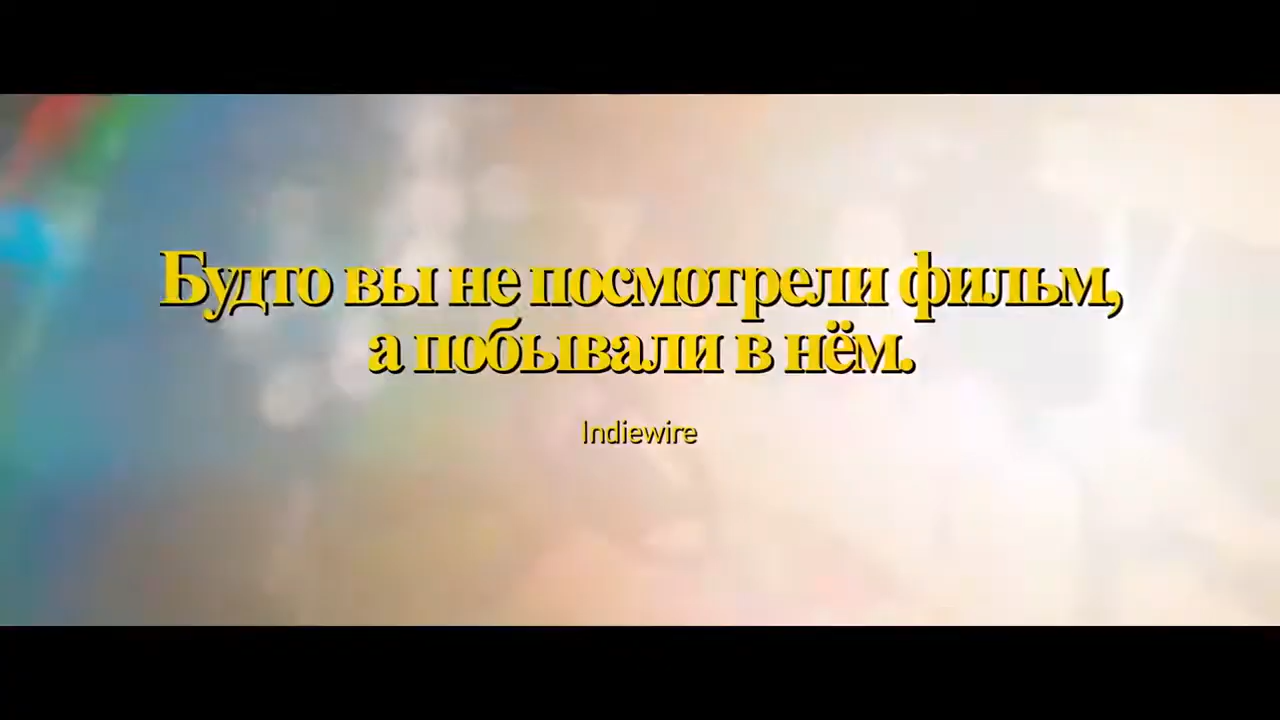 Будто вы не посмотрели фильм,
а побывали в нём.
Indiewire